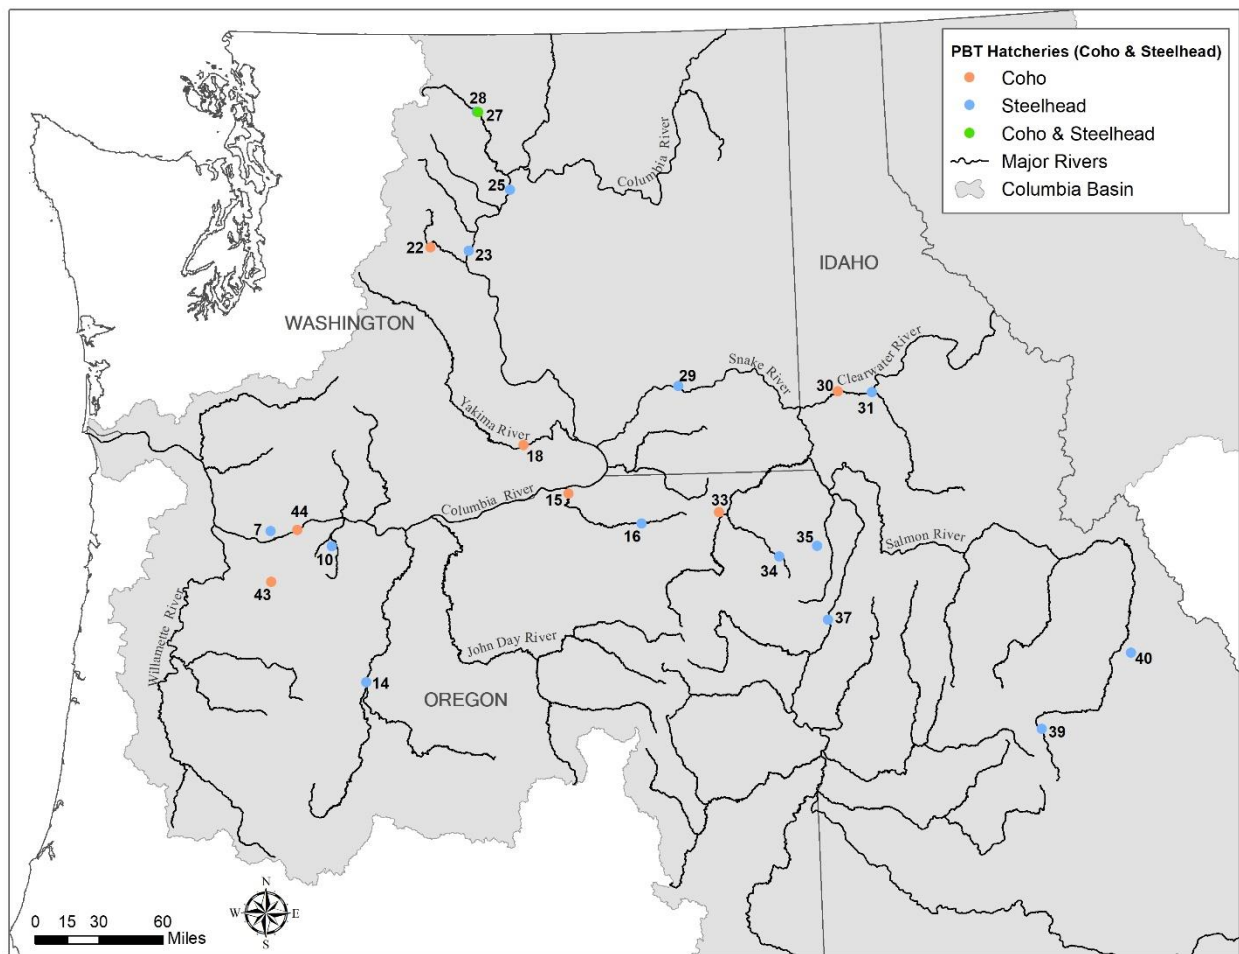 PBT Hatcheries (Coho & Steelhead)
Coho
Steelhead
Coho & Steelhead
Major Rivers
Columbia Basin
28
27
25
Columbia River
22
23
IDAHO
WASHINGTON
Snake River
Clearwater River
29
30
31
Yakima River
18
Columbia River
15
33
44
7
10
16
35
34
Salmon River
43
Willamette River
37
John Day River
40
14
OREGON
39
N
W E
S
0 15 30 60
Miles